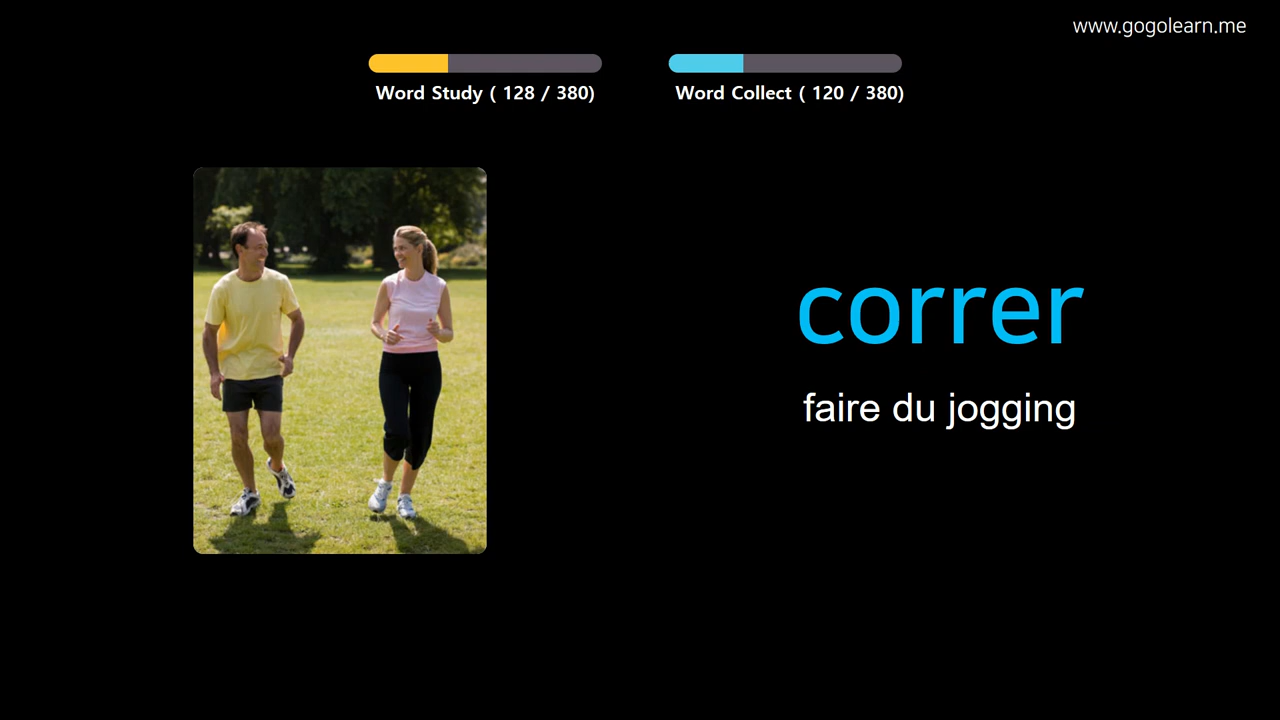 www.gogolearn.me
Word Study ( 128 / 380)
Word Collect ( 120 / 380)
correr
faire du jogging